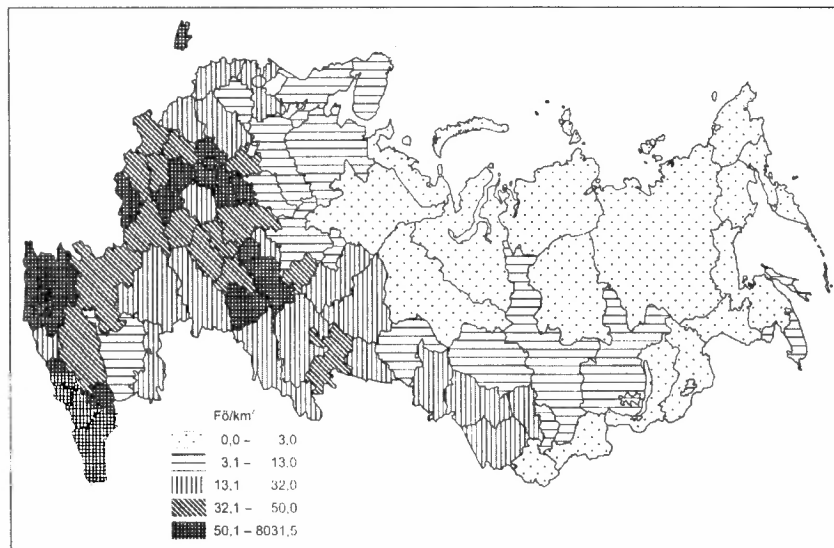 Fö/km²
0,0 – 3,0
3.1 – 13.0
13,1 32,0
32,1 – 50,0
50,1 – 8031,5